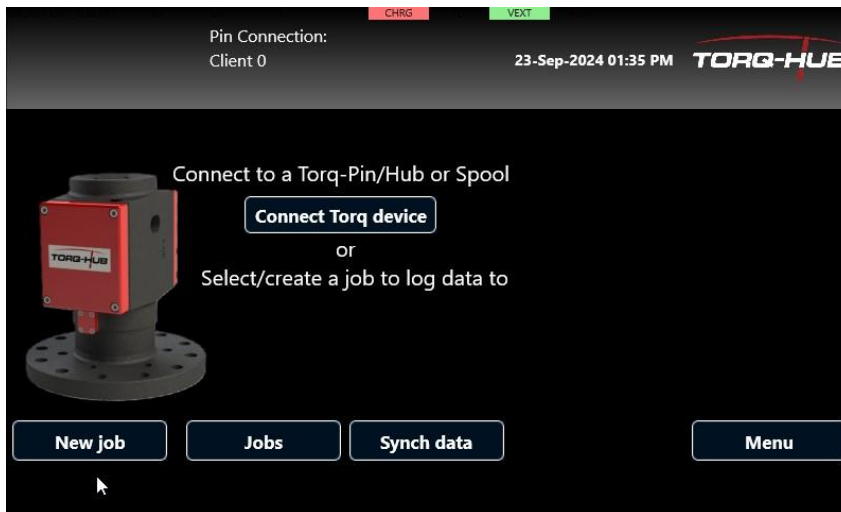 CHRG VEXT
Pin Connection:
Client 0
23-Sep-2024 01:35 PM
TORQ-HUB
Connect to a Torq-Pin/Hub or Spool
Connect Torq device
or
Select/create a job to log data to
TORQ-HUB
New job
Jobs
Synch data
Menu